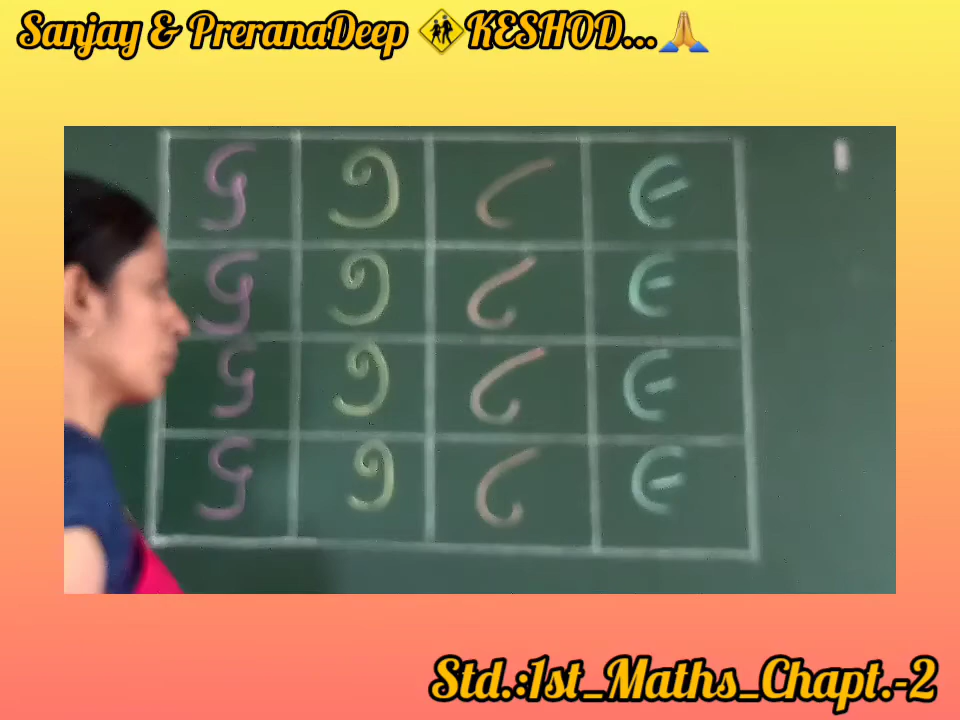 Sanjay & PreranaDeep 🚸KESHOD...🙏
૬ ૭ ૮ ૯
૬ ૭ ૮ ૯
૬ ૭ ૮ ૯
૬ ૭ ૮ ૯
Std.:1st_Maths_Chapt.-2